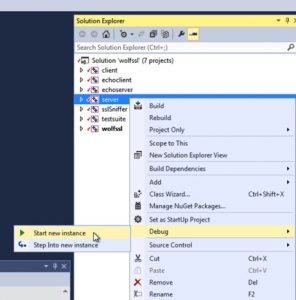 Solution Explorer
Search Solution Explorer (Ctrl+;)
Solution 'wolfssl' (7 projects)
client
echoclient
echoserver
server
sslSniffer
testsuite
wolfssl
Build
Rebuild
Project Only
Scope to This
New Solution Explorer View
Build Dependencies
Add
Class Wizard... Ctrl+Shift+X
Manage NuGet Packages...
Set as StartUp Project
Debug
Start new instance
Step Into new instance
Source Control
Cut Ctrl+X
Paste Ctrl+V
Remove Del
Rename